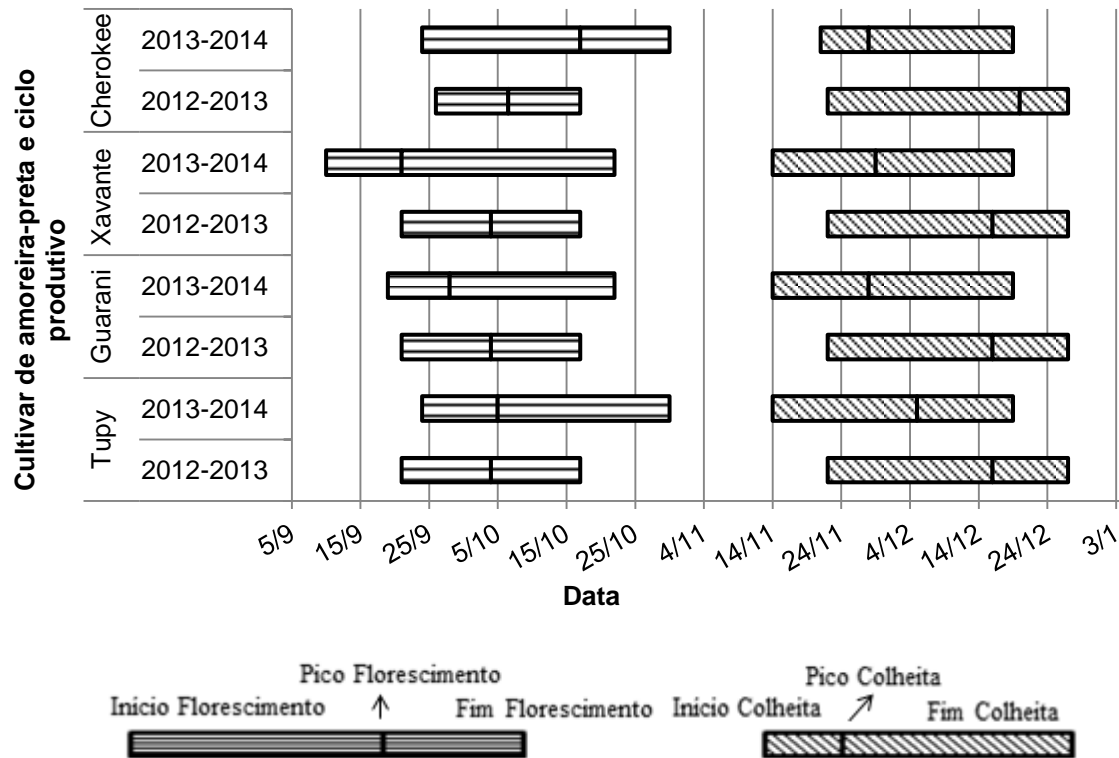 Cultivar de amoreira-preta e ciclo
produtivo
Cherokee
2013-2014
2012-2013
Xavante
2013-2014
2012-2013
Guarani
2013-2014
2012-2013
Tupy
2013-2014
2012-2013
5/9 15/9 25/9 5/10 15/10 25/10 4/11 14/11 24/11 4/12 14/12 24/12 3/1
Data
Pico Florescimento
Início Florescimento Fim Florescimento
Pico Colheita
Início Colheita Fim Colheita